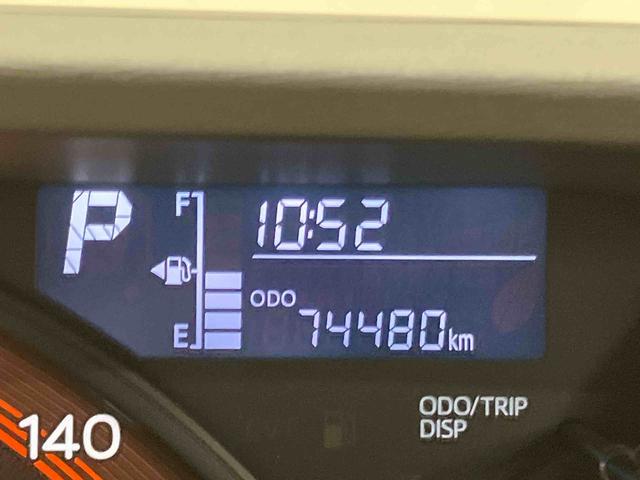 P
F
10:52
E
ODO
74480km
ODO/TRIP
DISP
140